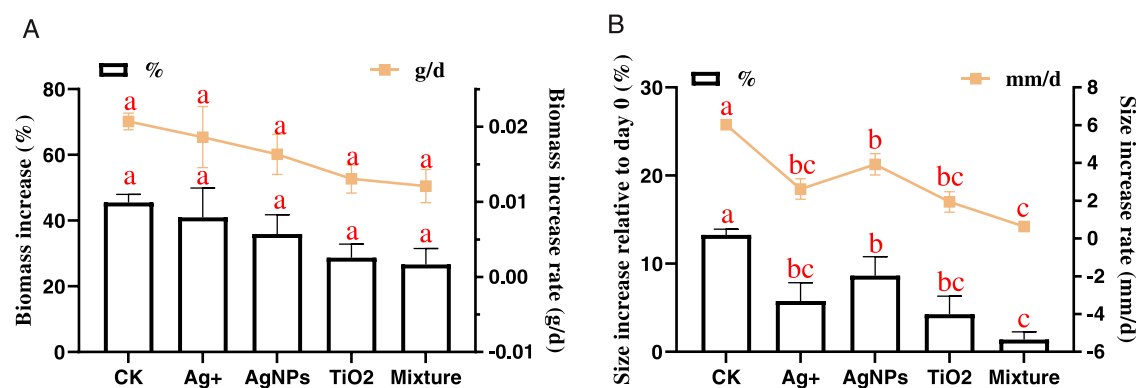 A
% g/d
Biomass increase (%)
80
60
40
20
0
a a a a a
a a a a a
0.02
0.01
0.00
-0.01
Biomass increase rate (g/d)
CK Ag+ AgNPs TiO2 Mixture
B
% mm/d
Size increase relative to day 0 (%)
30
20
10
0
a bc b bc c
a bc b bc c
8
6
4
2
0
-2
-4
-6
Size increase rate (mm/d)
CK Ag+ AgNPs TiO2 Mixture